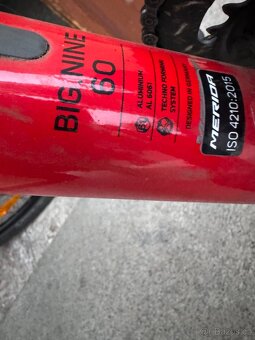 BIG.NINE
60
ALUMINIUM
AL 6061
TECHNO FORMING
SYSTEM
DESIGNED IN GERMANY
MERIDA
ISO 4210:2015